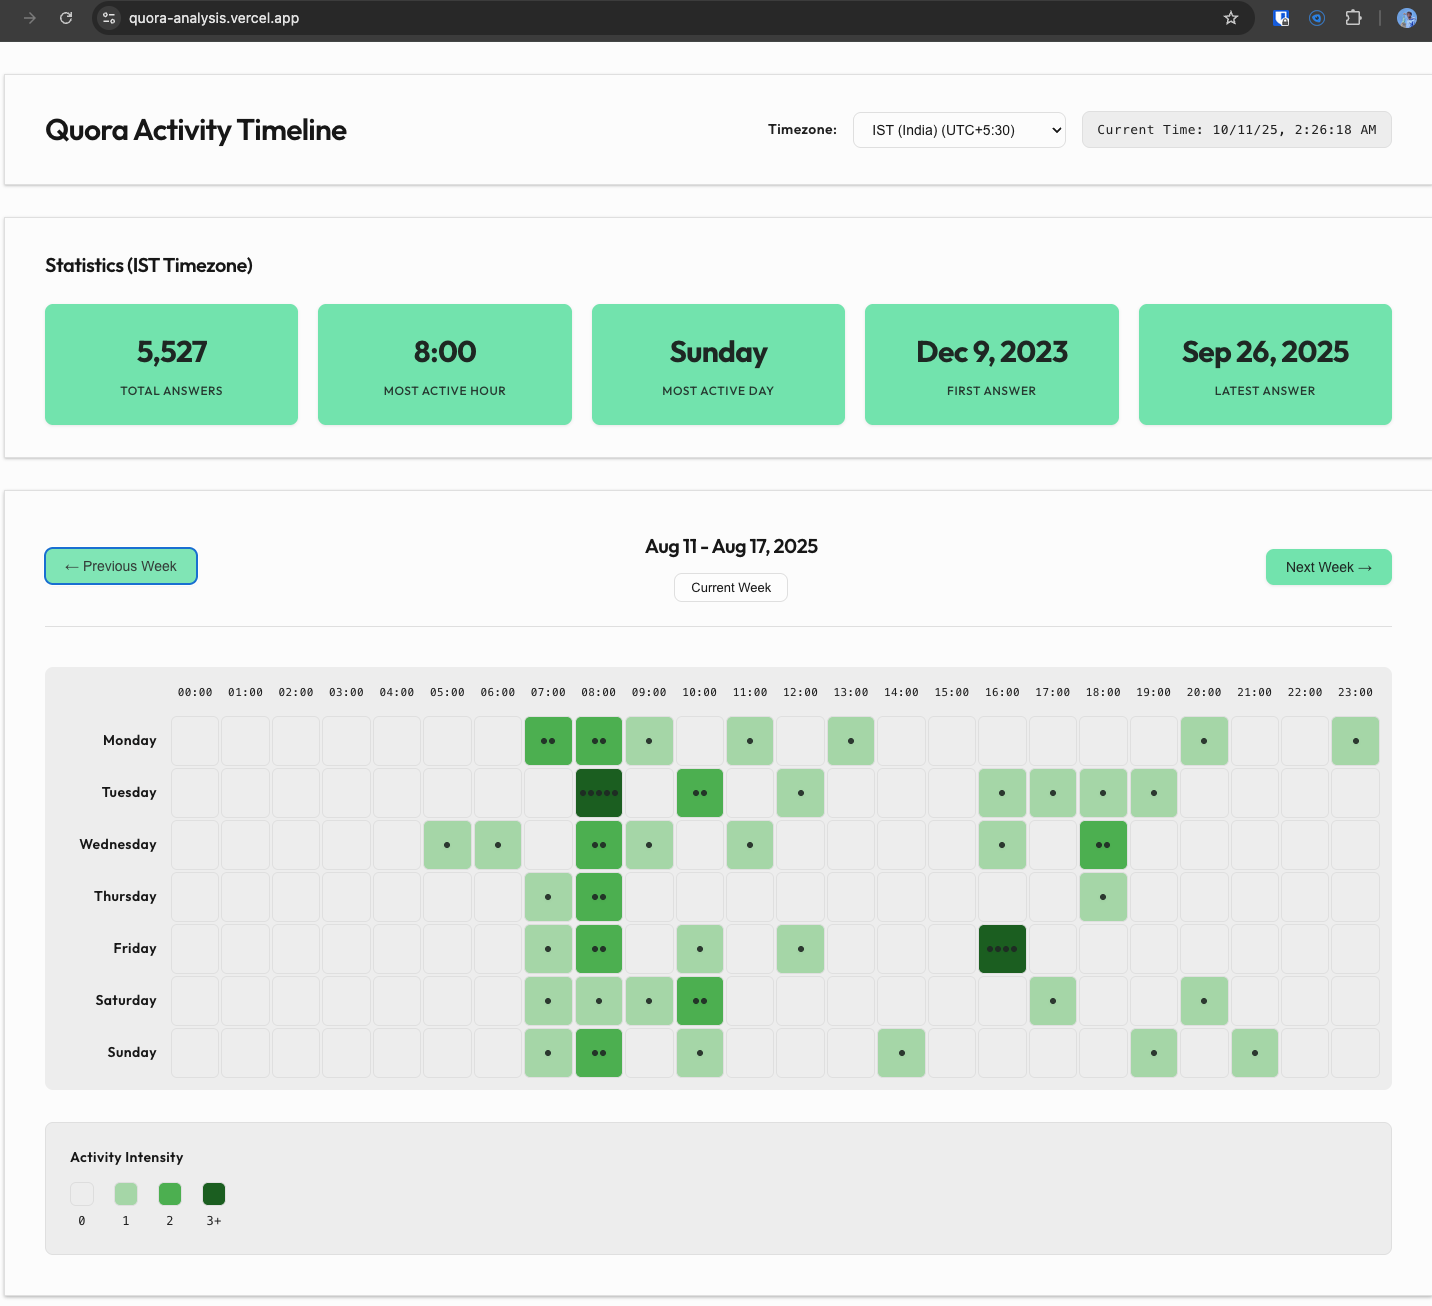 quora-analysis.vercel.app
Quora Activity Timeline
Timezone: IST (India) (UTC+5:30) Current Time: 10/11/25, 2:26:18 AM
Statistics (IST Timezone)
5,527 8:00 Sunday Dec 9, 2023 Sep 26, 2025
TOTAL ANSWERS MOST ACTIVE HOUR MOST ACTIVE DAY FIRST ANSWER LATEST ANSWER
Aug 11 - Aug 17, 2025
← Previous Week Next Week →
Current Week
00:00 01:00 02:00 03:00 04:00 05:00 06:00 07:00 08:00 09:00 10:00 11:00 12:00 13:00 14:00 15:00 16:00 17:00 18:00 19:00 20:00 21:00 22:00 23:00
Monday
Tuesday
Wednesday
Thursday
Friday
Saturday
Sunday
Activity Intensity
0 1 2 3+